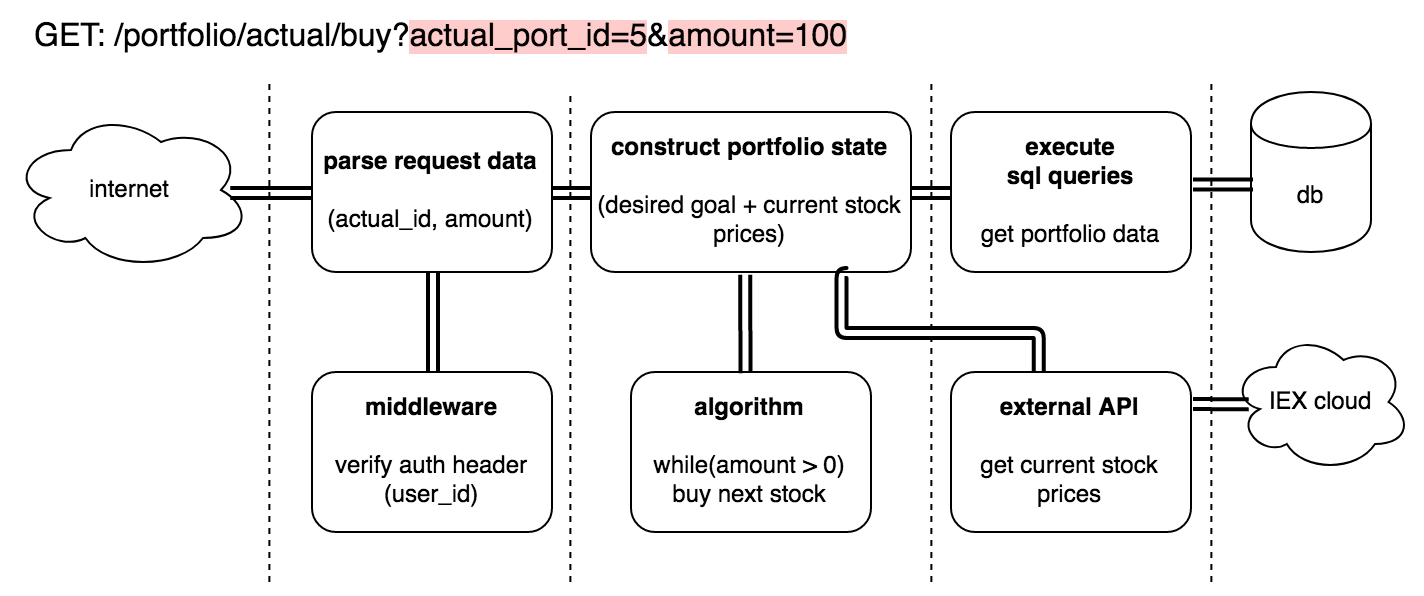 GET: /portfolio/actual/buy?actual_port_id=5&amount=100
internet
parse request data
(actual_id, amount)
construct portfolio state
(desired goal + current stock
prices)
execute
sql queries
get portfolio data
db
middleware
verify auth header
(user_id)
algorithm
while(amount > 0)
buy next stock
external API
get current stock
prices
IEX cloud